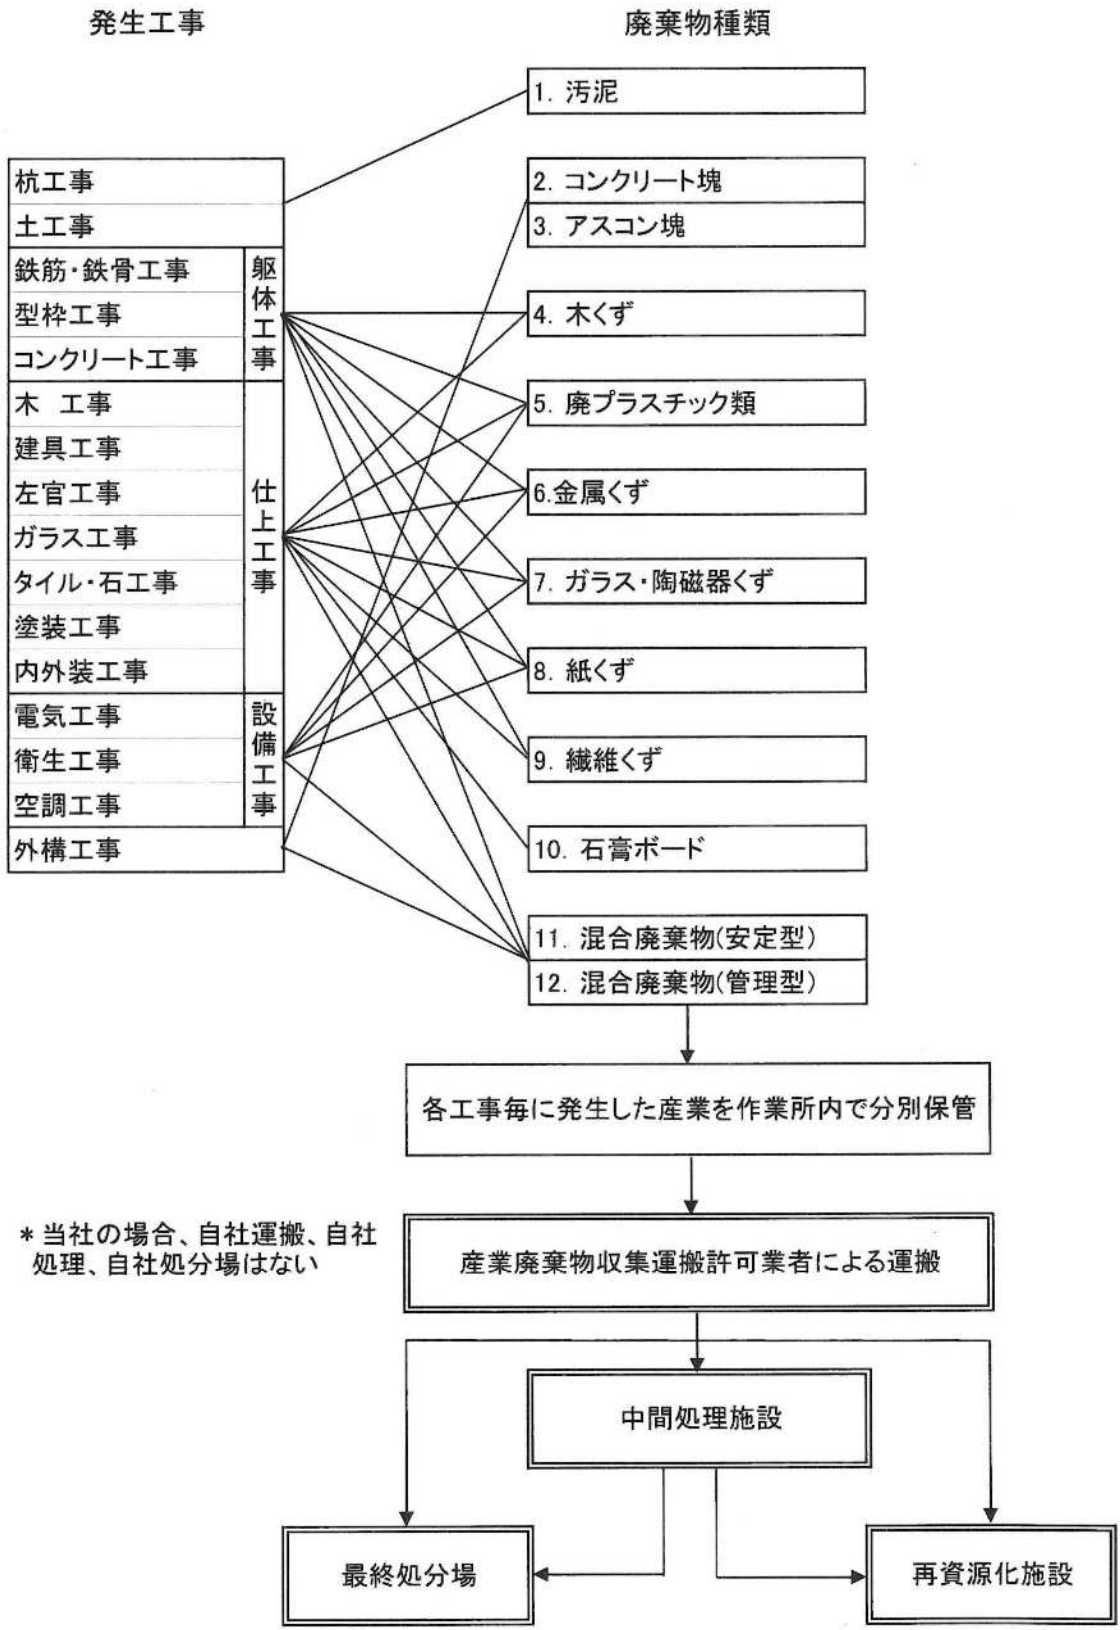 発生工事
廃棄物種類
1. 汚泥
杭工事
土工事
2. コンクリート塊
3. アスコン塊
鉄筋・鉄骨工事
型枠工事
コンクリート工事
躯体工事
4. 木くず
木 工事
建具工事
左官工事
ガラス工事
タイル・石工事
塗装工事
内外装工事
仕上工事
5. 廃プラスチック類
6.金属くず
7. ガラス・陶磁器くず
8. 紙くず
電気工事
衛生工事
空調工事
設備工事
9. 繊維くず
外構工事
10. 石膏ボード
11. 混合廃棄物(安定型)
12. 混合廃棄物(管理型)
各工事毎に発生した産業を作業所内で分別保管
*当社の場合、自社運搬、自社
処理、自社処分場はない
産業廃棄物収集運搬許可業者による運搬
中間処理施設
最終処分場
再資源化施設